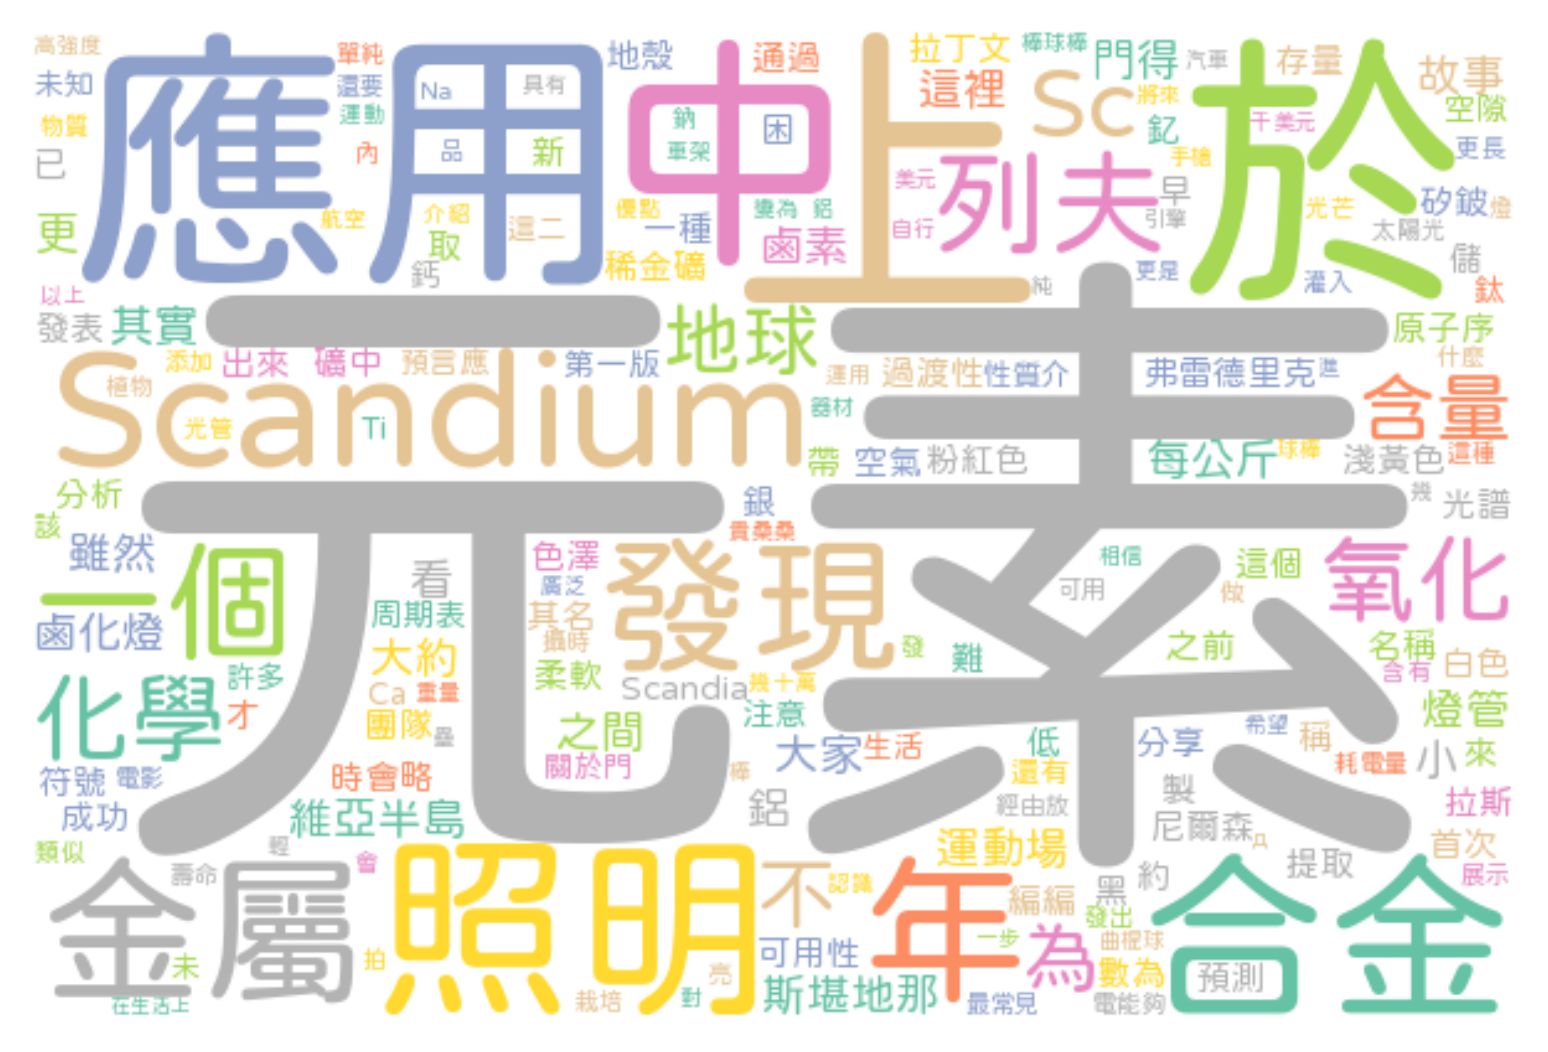 高強度
單純
地殼
通過
拉丁文
棒球棒
門得
汽車
存量
故事
未知
還要
Na
具有
這裡
Sc
將來
空隙
應用
中
上
於
物質
運動
鈉
困
釔
千美元
更長
已
內
品
新
車架
列夫
手搶
美元
早
矽鈹
燈
更
航空
介紹
這二
優點
一種
變為
鋁
自行
引擎
光芒
太陽光
取
鹵素
儲
鈣
稀金礦
更是
灌入
鈦
以上
純
發表
其實
地球
原子序
添加
出來
礦中
預言應
第一版
運用
過渡性
性質介
弗雷德里克
進
什麼
植物
Scandium
器材
含量
光管
Ti
帶
空氣
粉紅色
每公斤
球棒
淺黃色
這種
元素
分析
銀
幾
光譜
該
貴桑桑
雖然
一個
看
色澤
發現
相信
這個
氧化
廣泛
可用
做
鹵化燈
周期表
其名
攝時
大約
柔軟
發
難
之前
名稱
白色
含有
化學
許多
Ca
重量
Scandia
幾十萬
才
團隊
之間
注意
燈管
大家
生活
低
分享
希望
稱
關於門
還有
耗電量
小
來
符號
電影
時會略
棒
製
成功
維亞半島
鋁
經由放
拉斯
尼爾森
類似
輕
運動場
首次
壽命
會
提取
展示
金屬
照明
不
認識
年
編編
黑
約
合金
發出
未
拍
可用性
一步
為
曲棍球
數為
預測
亮
在生活上
栽培
對
斯堪地那
最常見
電能夠